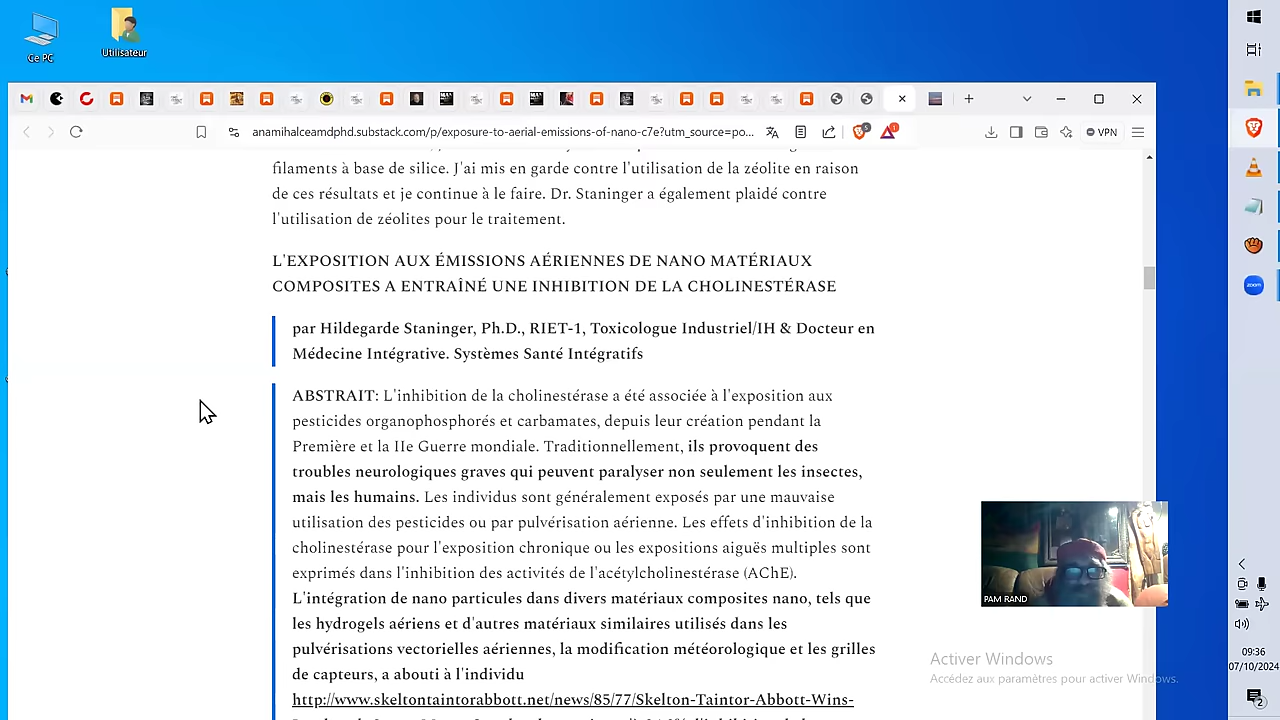 Ce PC
Utilisateur
anamihalceamdphd.substack.com/p/exposure-to-aerial-emissions-of-nano-c7e?utm_source=po...
VPN
filaments à base de silice. J'ai mis en garde contre l'utilisation de la zéolite en raison
de ces résultats et je continue à le faire. Dr. Staninger a également plaidé contre
l'utilisation de zéolites pour le traitement.
L'EXPOSITION AUX ÉMISSIONS AÉRIENNES DE NANO MATÉRIAUX
COMPOSITES A ENTRAÎNÉ UNE INHIBITION DE LA CHOLINESTÉRASE
par Hildegarde Staninger, Ph.D., RIET-1, Toxicologue Industriel/IH & Docteur en
Médecine Intégrative. Systèmes Santé Intégratifs
ABSTRAIT: L'inhibition de la cholinestérase a été associée à l'exposition aux
pesticides organophosphorés et carbamates, depuis leur création pendant la
Première et la IIe Guerre mondiale. Traditionnellement, ils provoquent des
troubles neurologiques graves qui peuvent paralyser non seulement les insectes,
mais les humains. Les individus sont généralement exposés par une mauvaise
utilisation des pesticides ou par pulvérisation aérienne. Les effets d'inhibition de la
cholinestérase pour l'exposition chronique ou les expositions aiguës multiples sont
exprimés dans l'inhibition des activités de l'acétylcholinestérase (AChE).
L'intégration de nano particules dans divers matériaux composites nano, tels que
les hydrogels aériens et d'autres matériaux similaires utilisés dans les
pulvérisations vectorielles aériennes, la modification météorologique et les grilles
de capteurs, a abouti à l'individu
http://www.skeltontaintorabbott.net/news/85/77/Skelton-Taintor-Abbott-Wins-
PAM RAND
Activer Windows
Accédez aux paramètres pour activer Windows.
zoom
09:36
07/10/2024
2